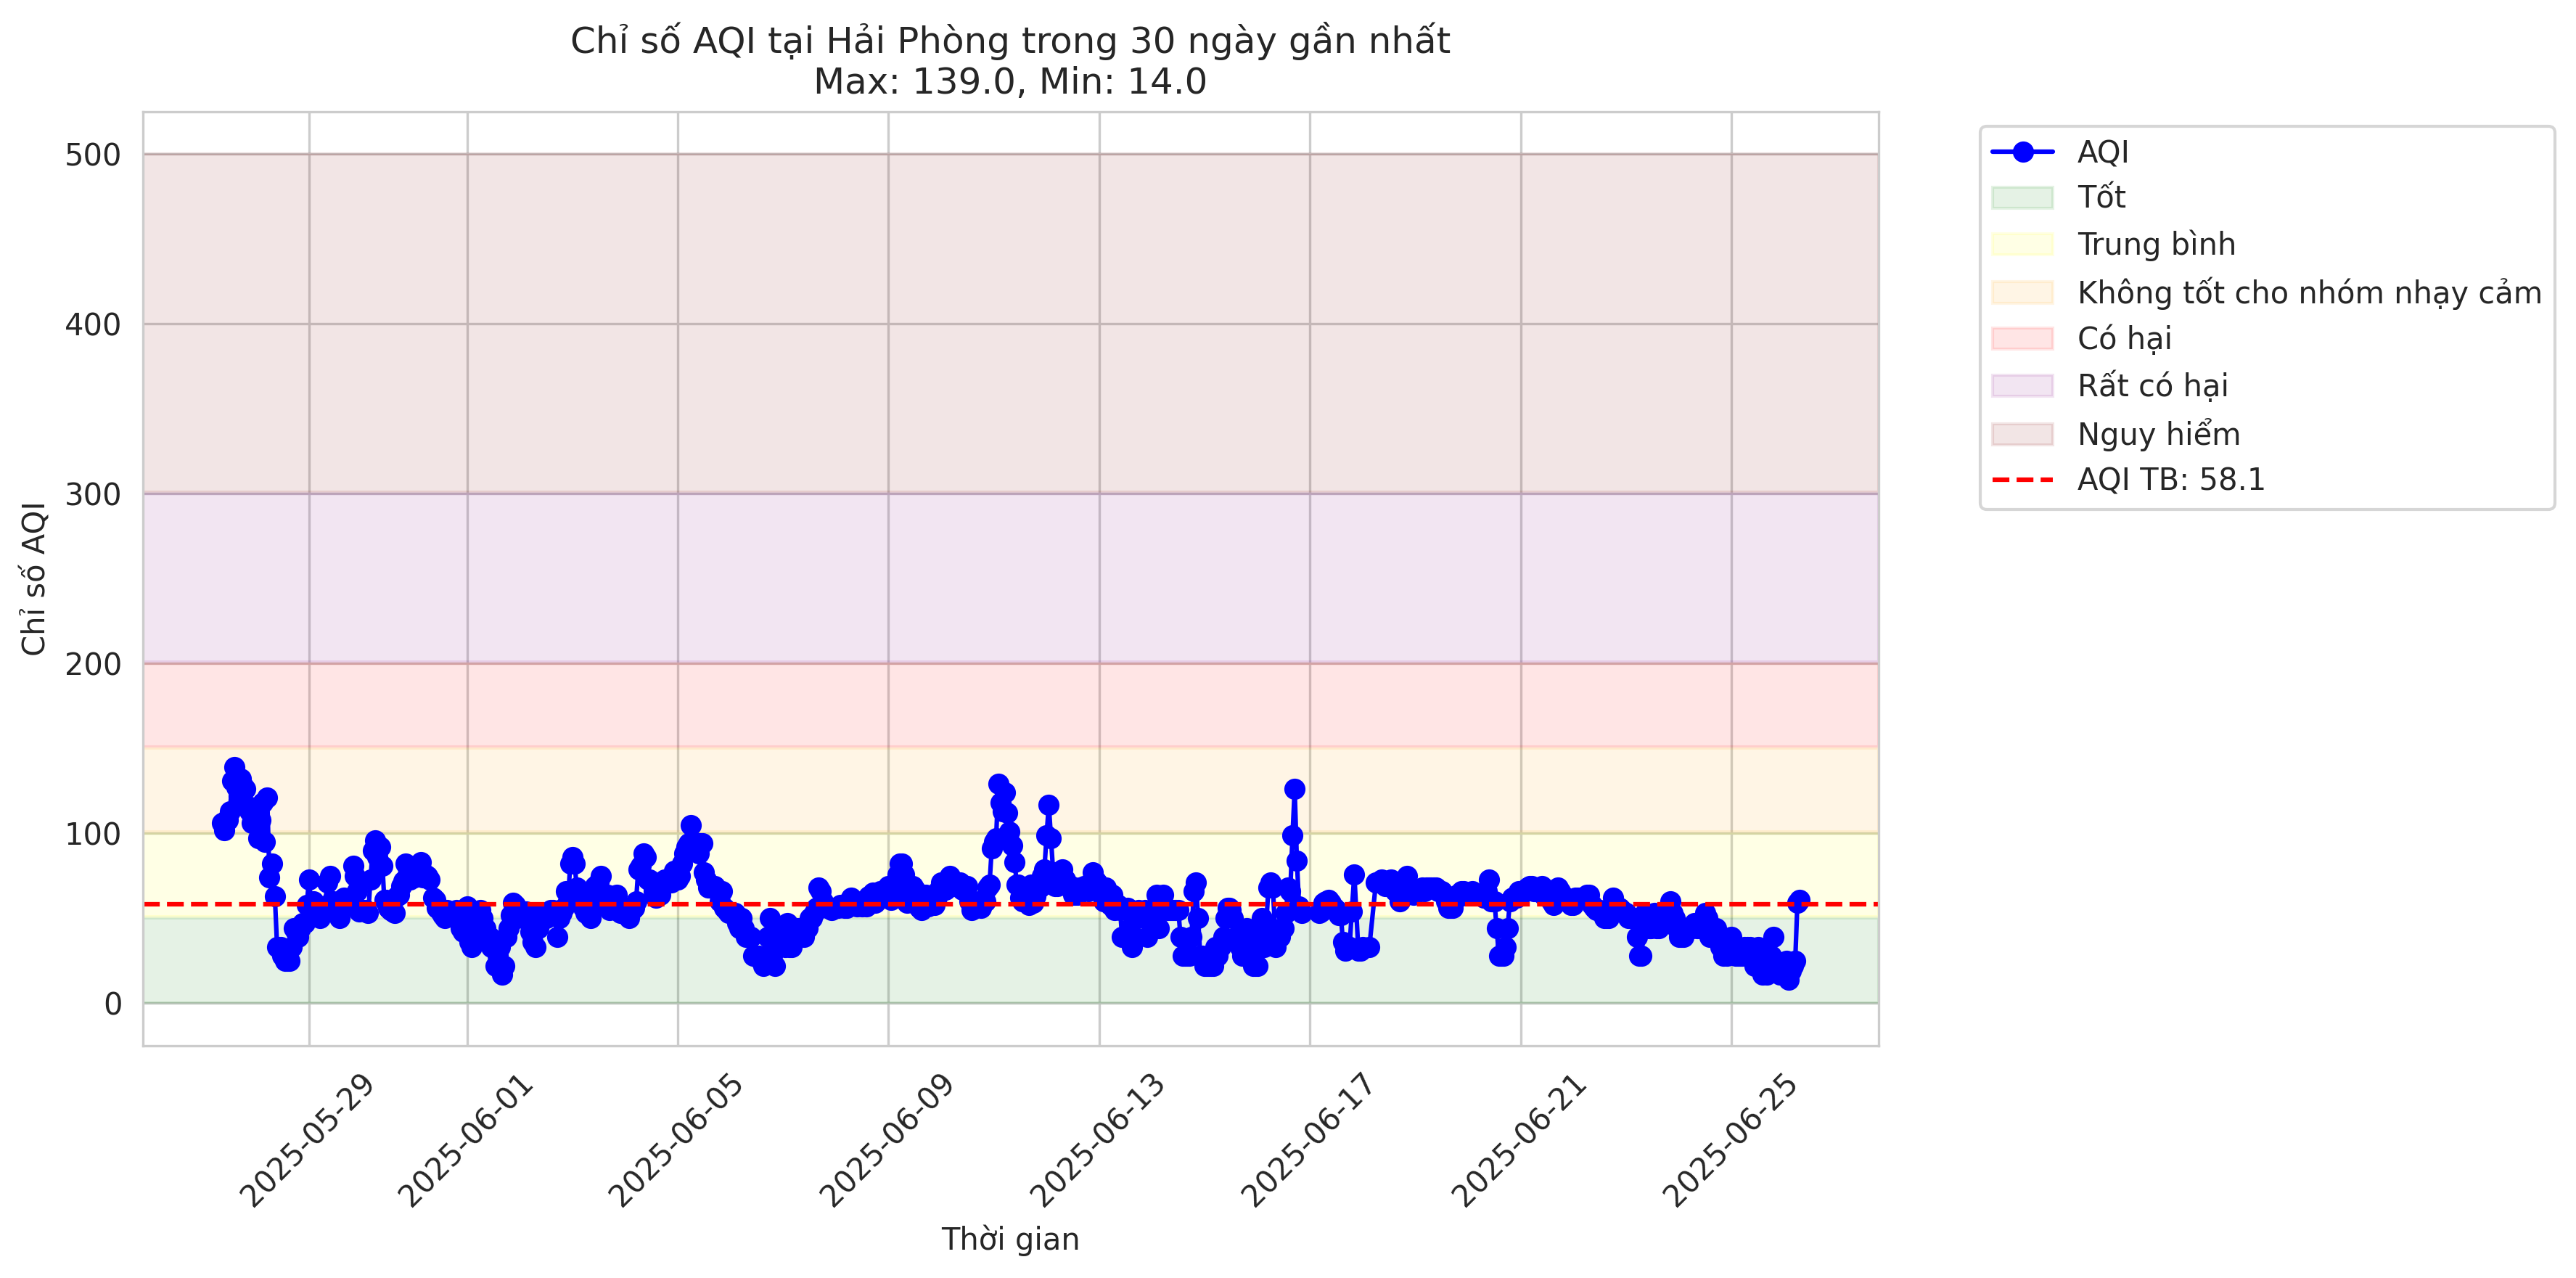 Chỉ số AQI tại Hải Phòng trong 30 ngày gần nhất
Max: 139.0, Min: 14.0
Chỉ số AQI
500
400
300
200
100
0
2025-05-29
2025-06-01
2025-06-05
2025-06-09
2025-06-13
2025-06-17
2025-06-21
2025-06-25
Thời gian
AQI
Tốt
Trung bình
Không tốt cho nhóm nhạy cảm
Có hại
Rất có hại
Nguy hiểm
AQI TB: 58.1